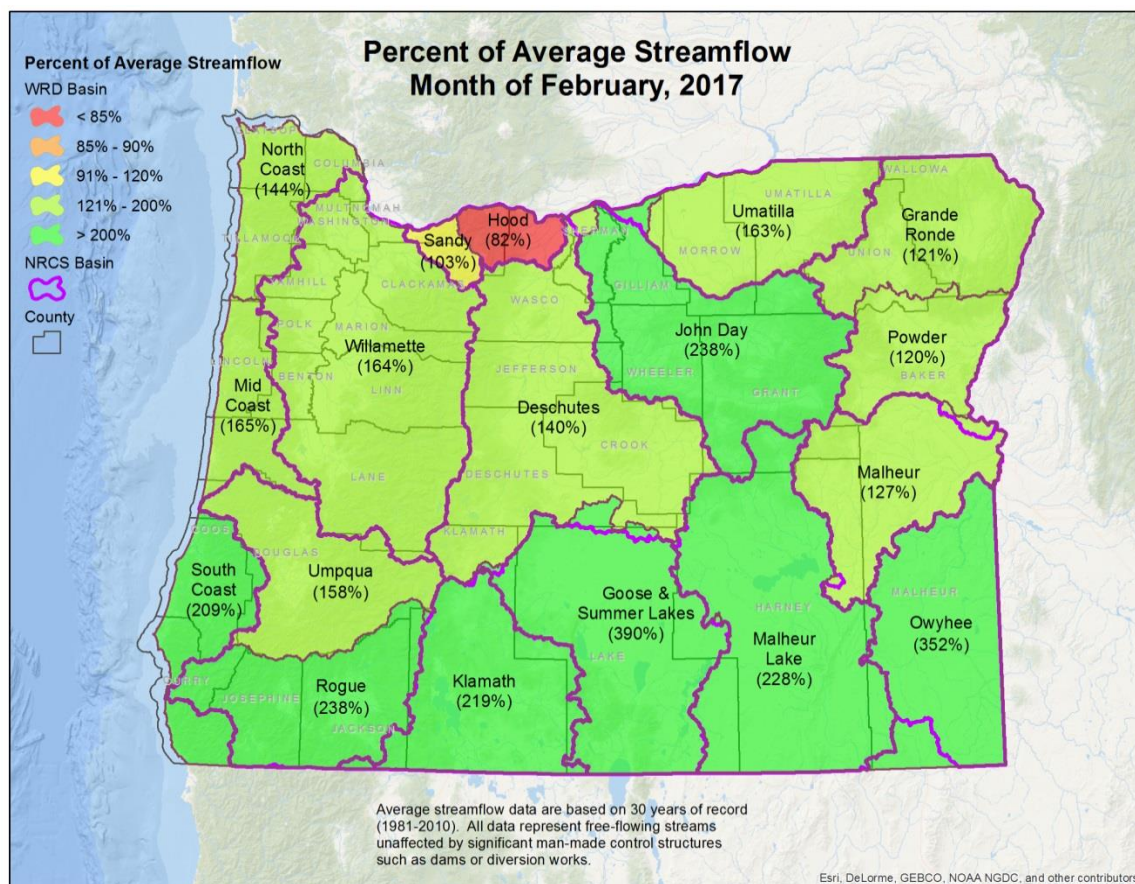 Percent of Average Streamflow
Month of February, 2017
Percent of Average Streamflow
WRD Basin
< 85%
85% - 90%
91% - 120%
121% - 200%
> 200%
NRCS Basin
County
North
Coast
(144%)
COLUMBIA
MULTNOMAH
WASHINGTON
TILLAMOOK
YAMHILL
CLACKAMAS
Sandy
(103%)
Hood
(82%)
SHERMAN
WASCO
GILLIAM
MORROW
UMATILLA
Umatilla
(163%)
WALLOWA
Grande
Ronde
(121%)
UNION
POLK
MARION
Willamette
(164%)
LINCOLN
BENTON
LINN
Mid
Coast
(165%)
LANE
JEFFERSON
Deschutes
(140%)
CROOK
DESCHUTES
John Day
(238%)
WHEELER
GRANT
Powder
(120%)
BAKER
Malheur
(127%)
KLAMATH
COOS
DOUGLAS
Umpqua
(158%)
South
Coast
(209%)
CURRY
JOSEPHINE
Rogue
(238%)
JACKSON
Klamath
(219%)
Goose &
Summer Lakes
(390%)
LAKE
HARNEY
Malheur
Lake
(228%)
MALHEUR
Owyhee
(352%)
Average streamflow data are based on 30 years of record
(1981-2010). All data represent free-flowing streams
unaffected by significant man-made control structures
such as dams or diversion works.
Esri, DeLorme, GEBCO, NOAA NGDC, and other contributors